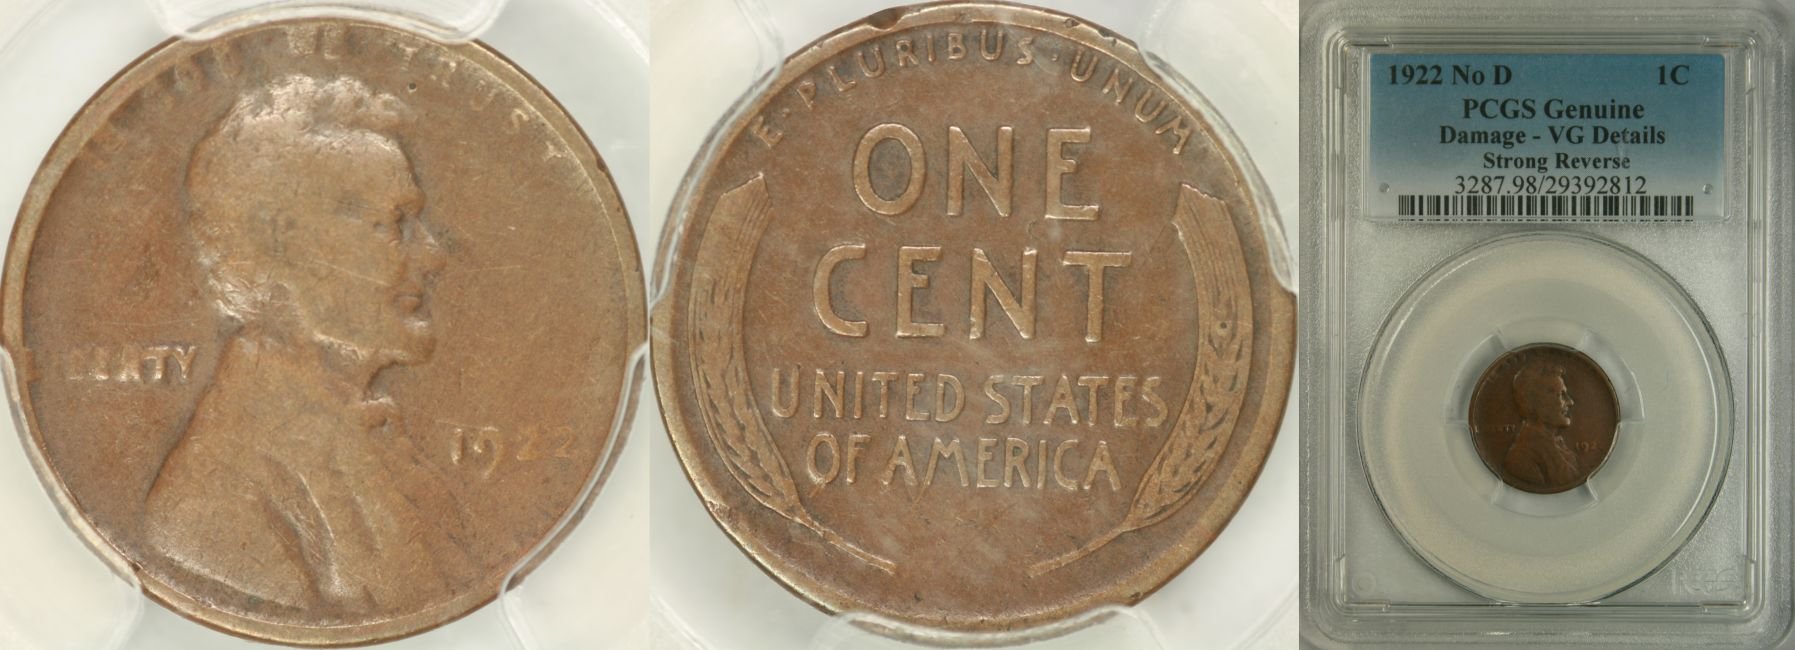 LIBERTY
1922
E·PLURIBUS·UNUM
ONE
CENT
UNITED STATES
OF AMERICA
1922 No D 1C
PCGS Genuine
Damage - VG Details
Strong Reverse
3287.98/29392812